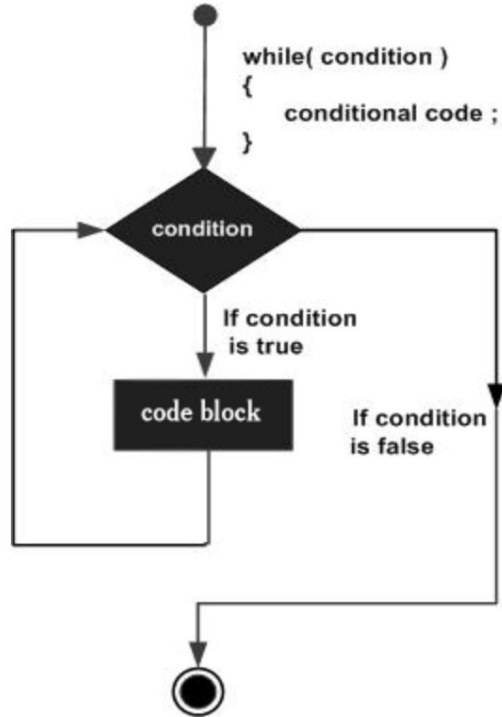 while( condition )
{
conditional code ;
}
condition
If condition
is true
code block
If condition
is false